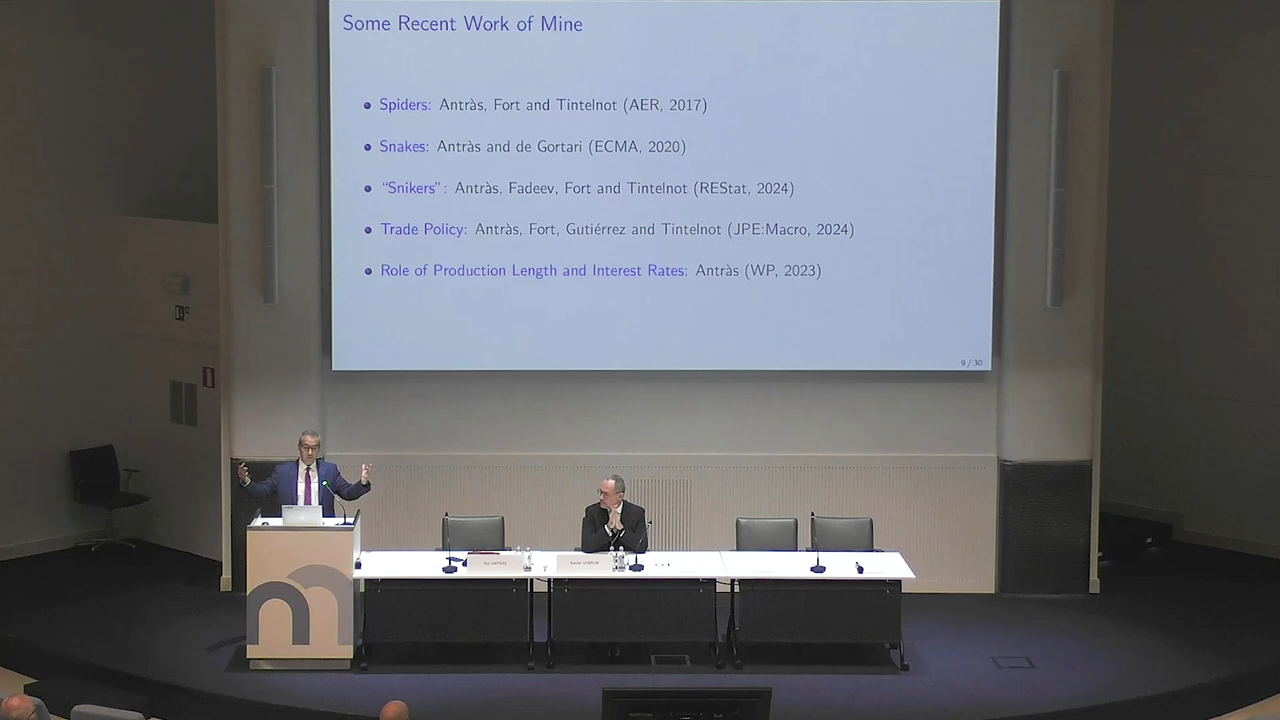 Some Recent Work of Mine
Spiders: Antràs, Fort and Tintelnot (AER, 2017)
Snakes: Antràs and de Gortari (ECMA, 2020)
“Snikers”: Antràs, Fadeev, Fort and Tintelnot (REStat, 2024)
Trade Policy: Antràs, Fort, Gutiérrez and Tintelnot (JPE:Macro, 2024)
Role of Production Length and Interest Rates: Antràs (WP, 2023)
9 / 30
Pol ANTRÀS